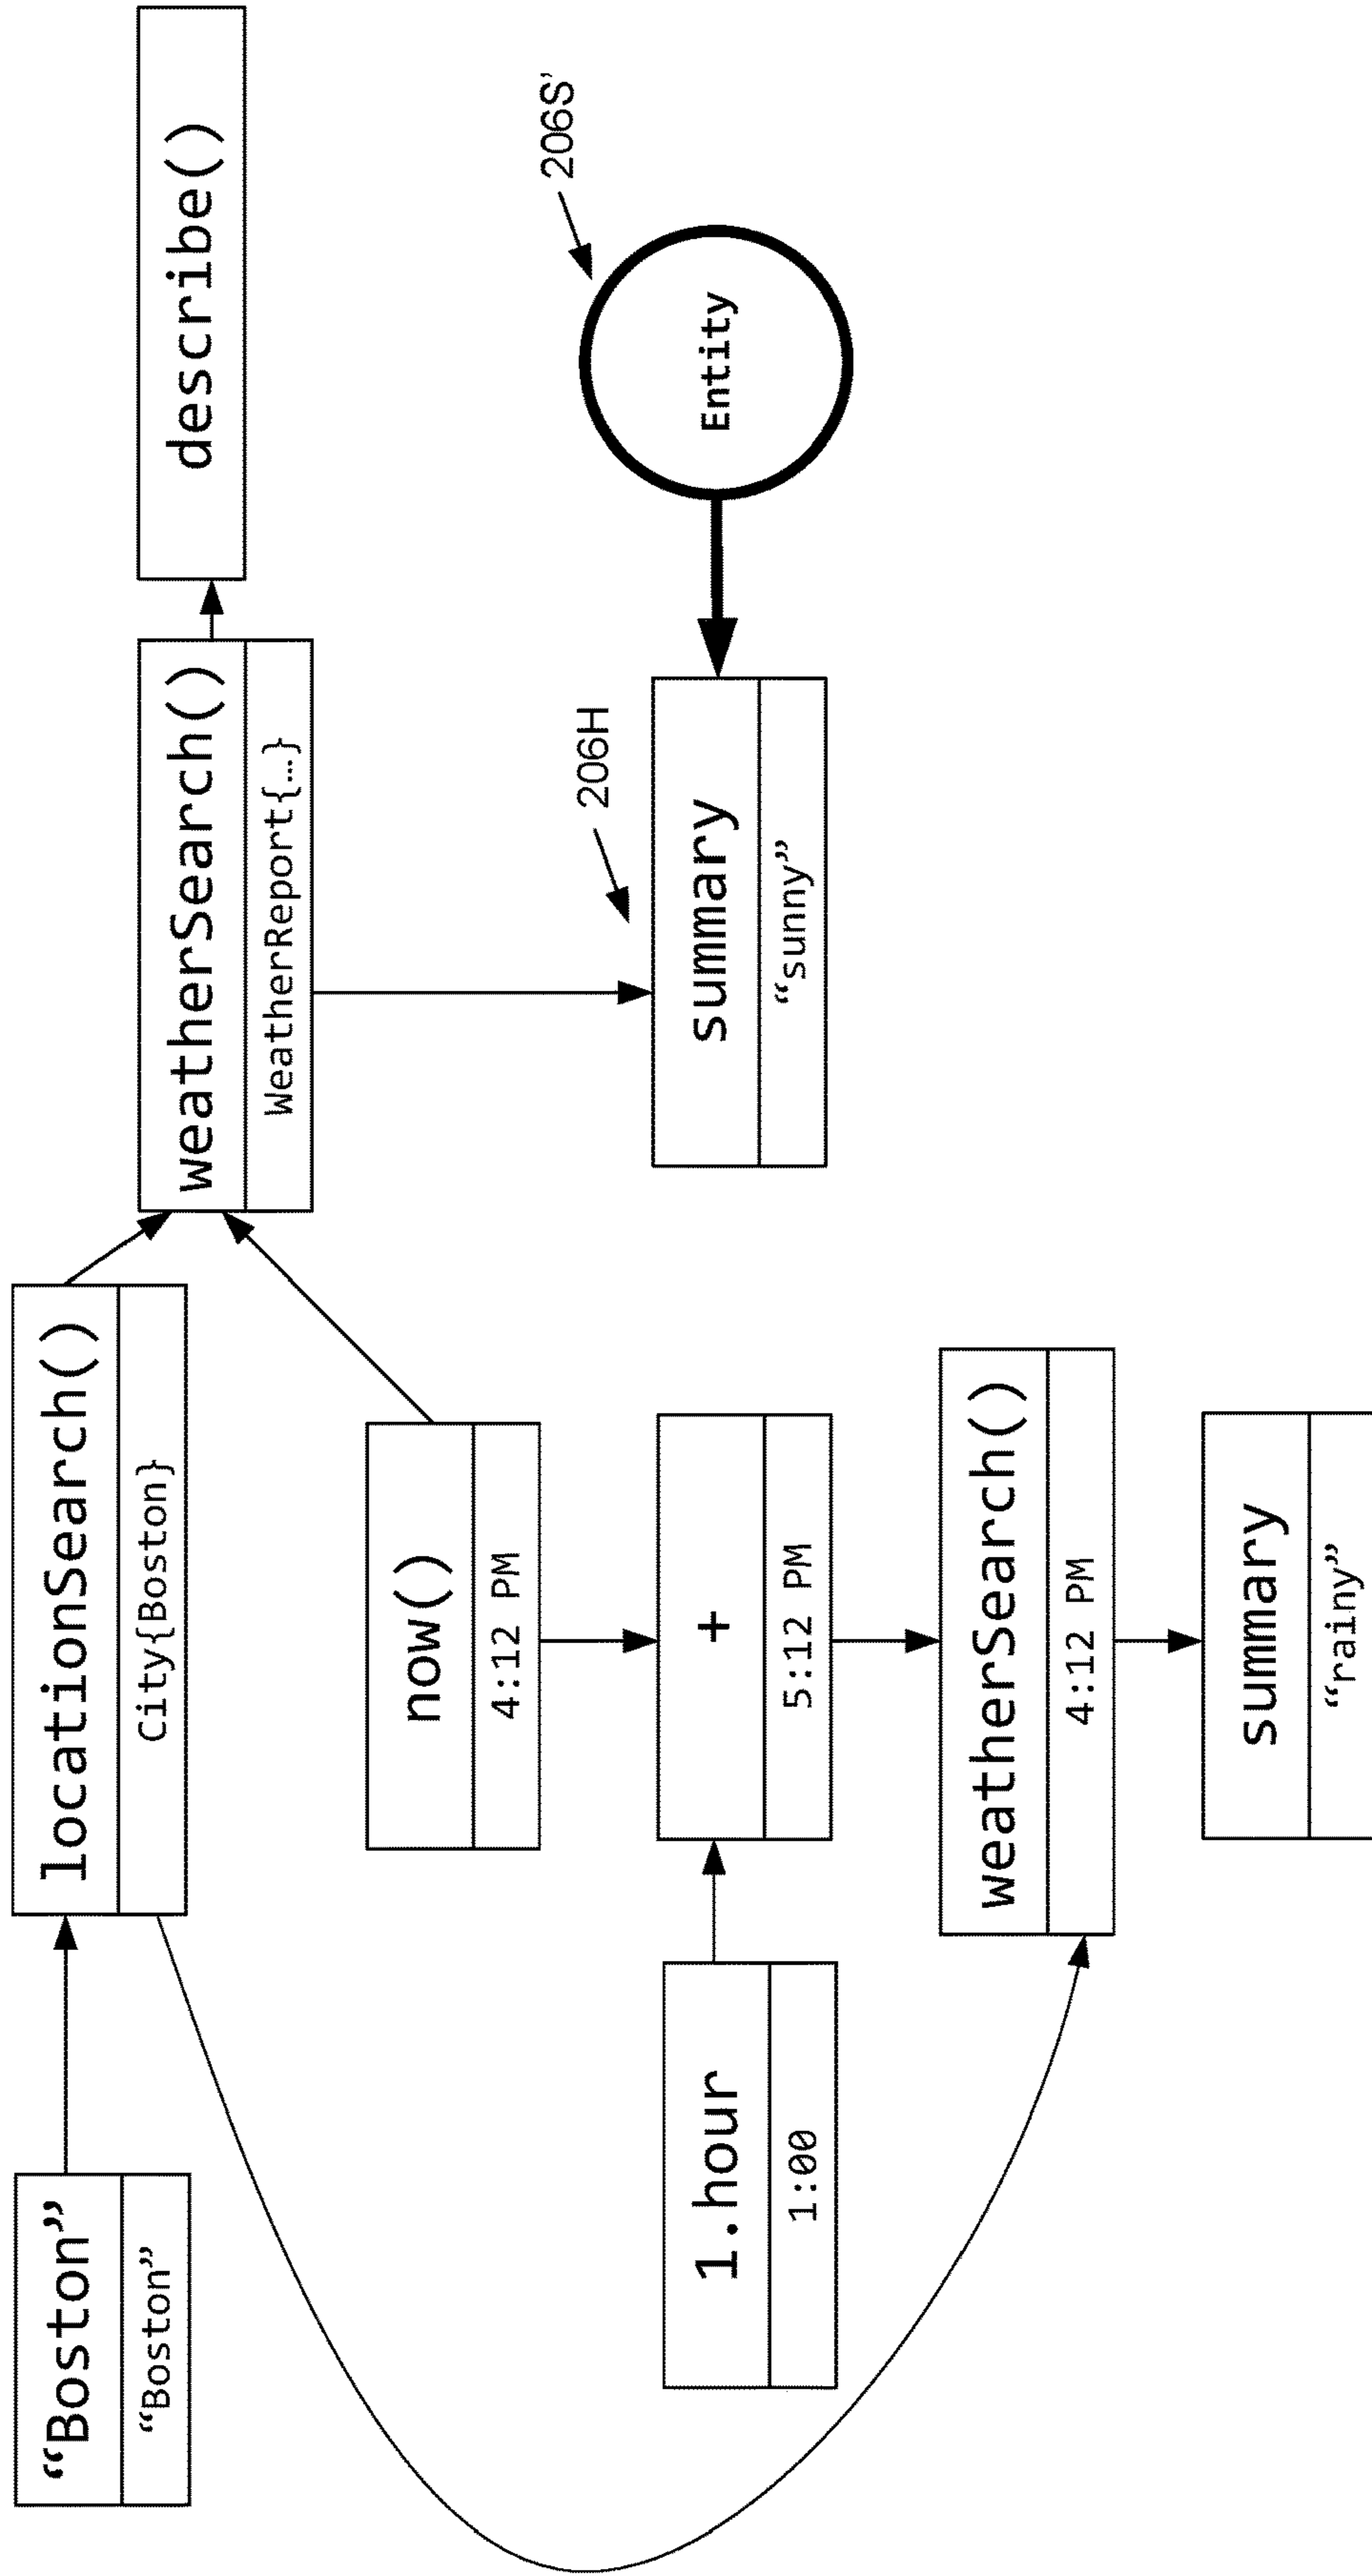 “Boston”
“Boston”
locationSearch()
City{Boston}
weatherSearch()
WeatherReport{…}
describe()
now()
4:12 PM
206H
206S’
1.hour
1:00
+
5:12 PM
summary
“sunny”
Entity
weatherSearch()
4:12 PM
summary
“rainy”